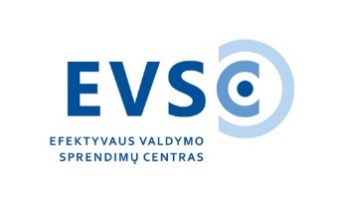 EVSC
EFEKTYVAUS VALDYMO
SPRENDIMŲ CENTRAS